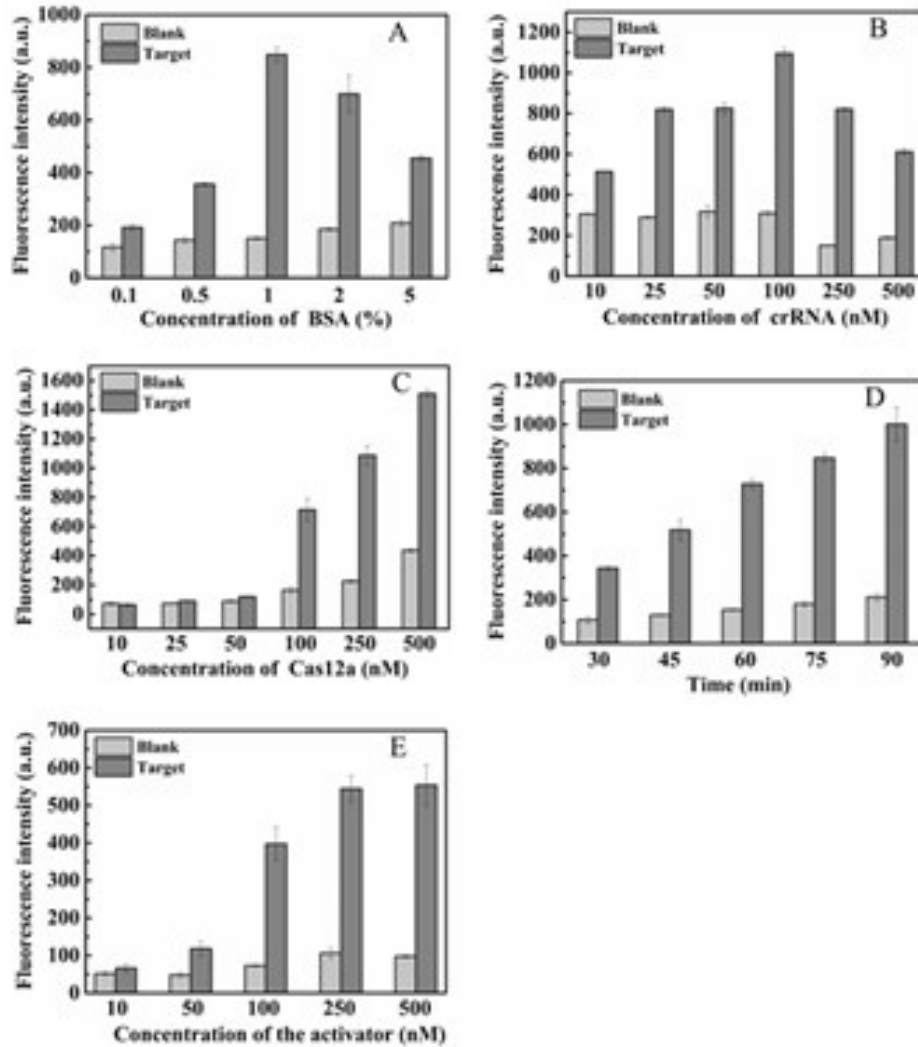 A
Blank
Target
Fluorescence intensity (a.u.)
1000
800
600
400
200
0
0.1 0.5 1 2 5
Concentration of BSA (%)
B
Blank
Target
Fluorescence intensity (a.u.)
1200
1000
800
600
400
200
0
10 25 50 100 250 500
Concentration of crRNA (nM)
C
Blank
Target
Fluorescence intensity (a.u.)
1600
1400
1200
1000
800
600
400
200
0
10 25 50 100 250 500
Concentration of Cas12a (nM)
D
Blank
Target
Fluorescence intensity (a.u.)
1200
1000
800
600
400
200
0
30 45 60 75 90
Time (min)
E
Blank
Target
Fluorescence intensity (a.u.)
700
600
500
400
300
200
100
0
10 50 100 250 500
Concentration of the activator (nM)